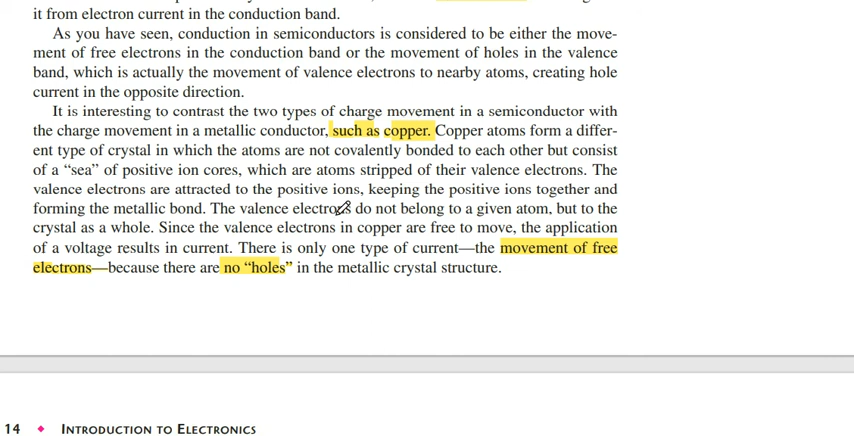 it from electron current in the conduction band.
As you have seen, conduction in semiconductors is considered to be either the move-
ment of free electrons in the conduction band or the movement of holes in the valence
band, which is actually the movement of valence electrons to nearby atoms, creating hole
current in the opposite direction.
It is interesting to contrast the two types of charge movement in a semiconductor with
the charge movement in a metallic conductor, such as copper. Copper atoms form a differ-
ent type of crystal in which the atoms are not covalently bonded to each other but consist
of a “sea” of positive ion cores, which are atoms stripped of their valence electrons. The
valence electrons are attracted to the positive ions, keeping the positive ions together and
forming the metallic bond. The valence electrons do not belong to a given atom, but to the
crystal as a whole. Since the valence electrons in copper are free to move, the application
of a voltage results in current. There is only one type of current—the movement of free
electrons—because there are no “holes” in the metallic crystal structure.
14 ◆ INTRODUCTION TO ELECTRONICS